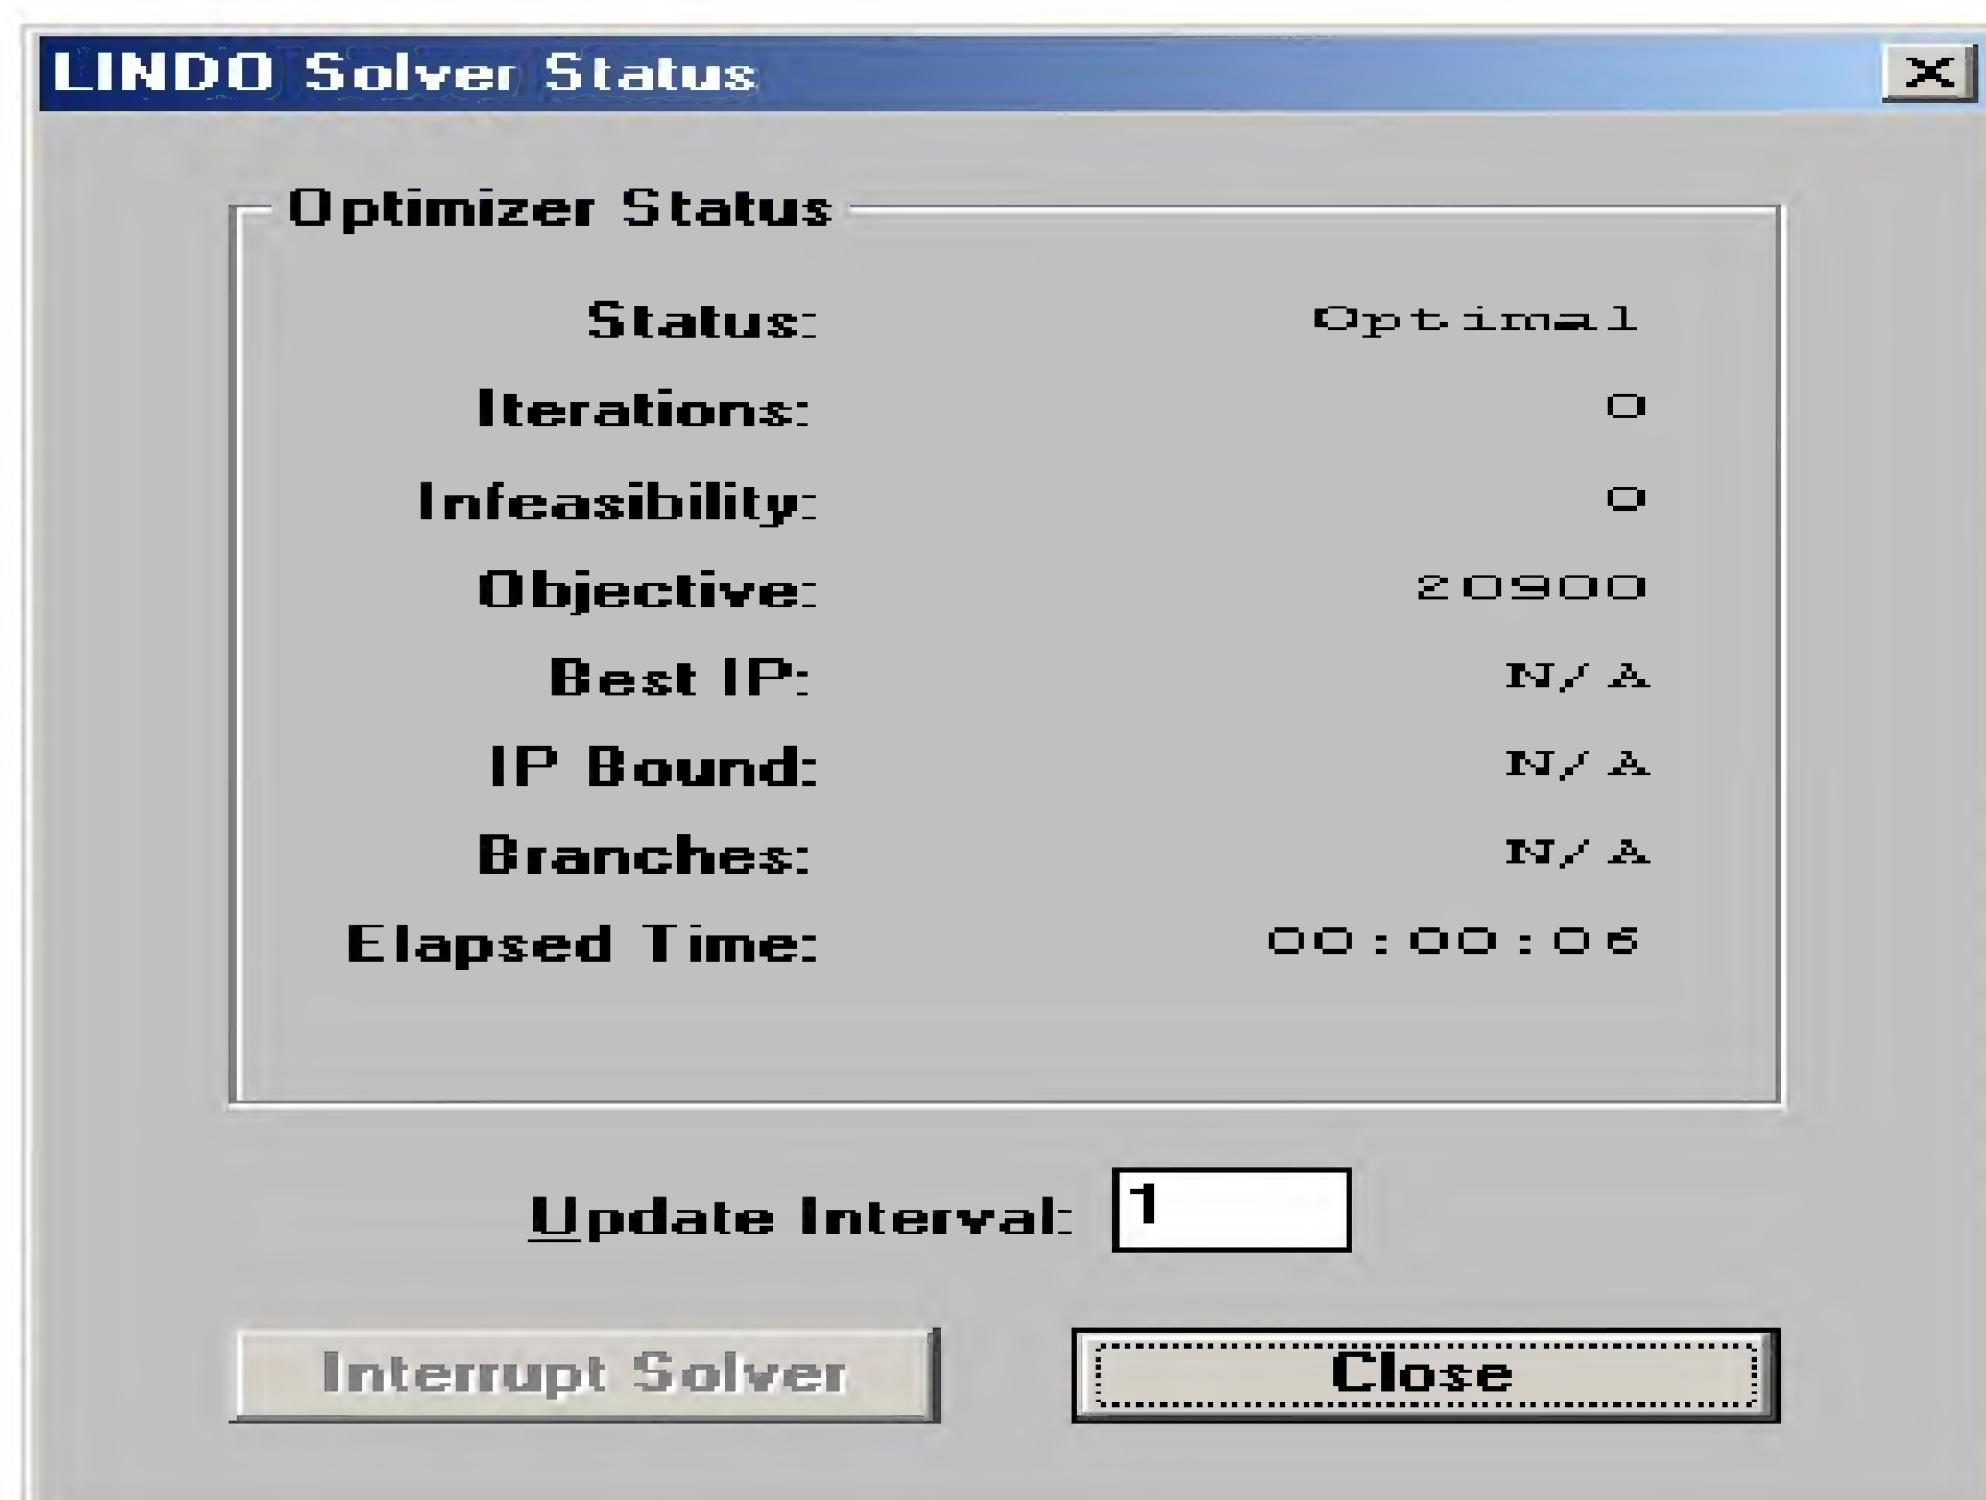 LINDO Solver Status
Optimizer Status
Status: Optimal
Iterations: 0
Infeasibility: 0
Objective: 20900
Best IP: N/A
IP Bound: N/A
Branches: N/A
Elapsed Time: 00:00:06
Update Interval: 1
Interrupt Solver Close